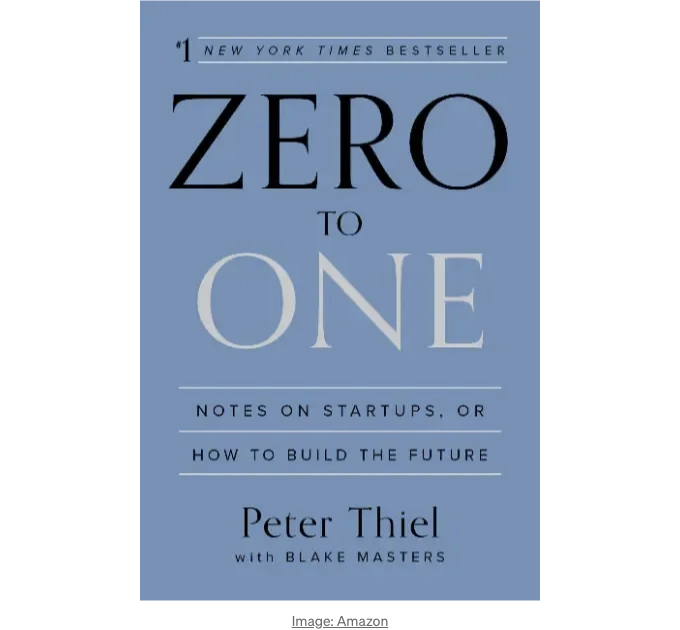 #1 NEW YORK TIMES BESTSELLER
ZERO
TO
ONE
NOTES ON STARTUPS, OR
HOW TO BUILD THE FUTURE
Peter Thiel
with BLAKE MASTERS
Image: Amazon